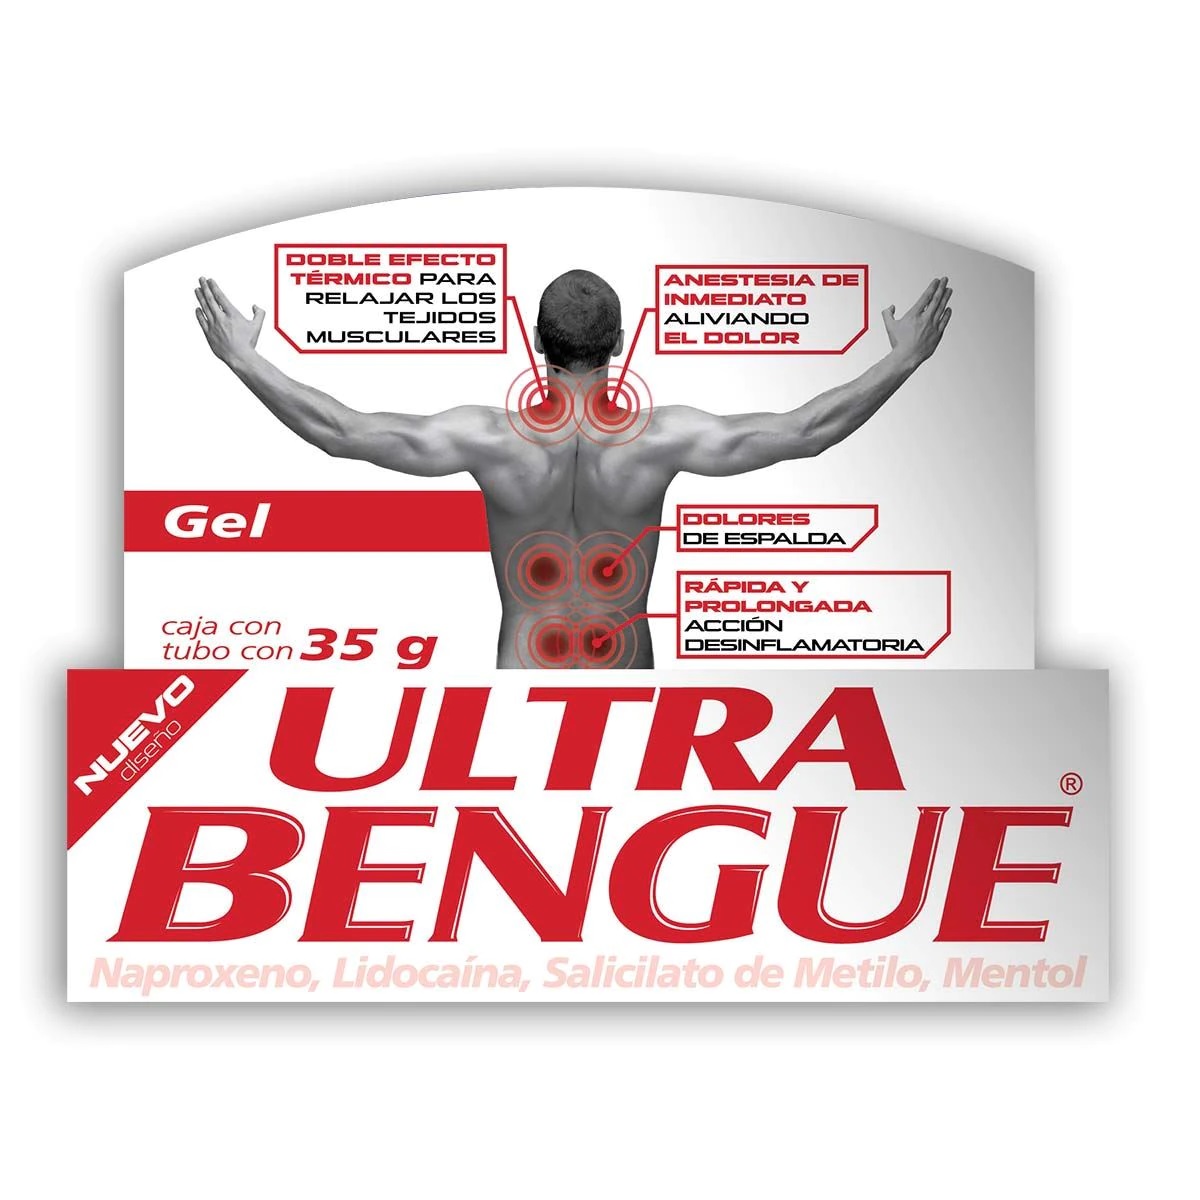 DOBLE EFECTO
TÉRMICO PARA
RELAJAR LOS
TEJIDOS
MUSCULARES
ANESTESIA DE
INMEDIATO
ALIVIANDO
EL DOLOR
Gel
DOLORES
DE ESPALDA
RÁPIDA Y
PROLONGADA
ACCIÓN
DESINFLAMATORIA
caja con
tubo con 35 g
NUEVO
diseño
ULTRA
BENGUE®
Naproxeno, Lidocaína, Salicilato de Metilo, Mentol